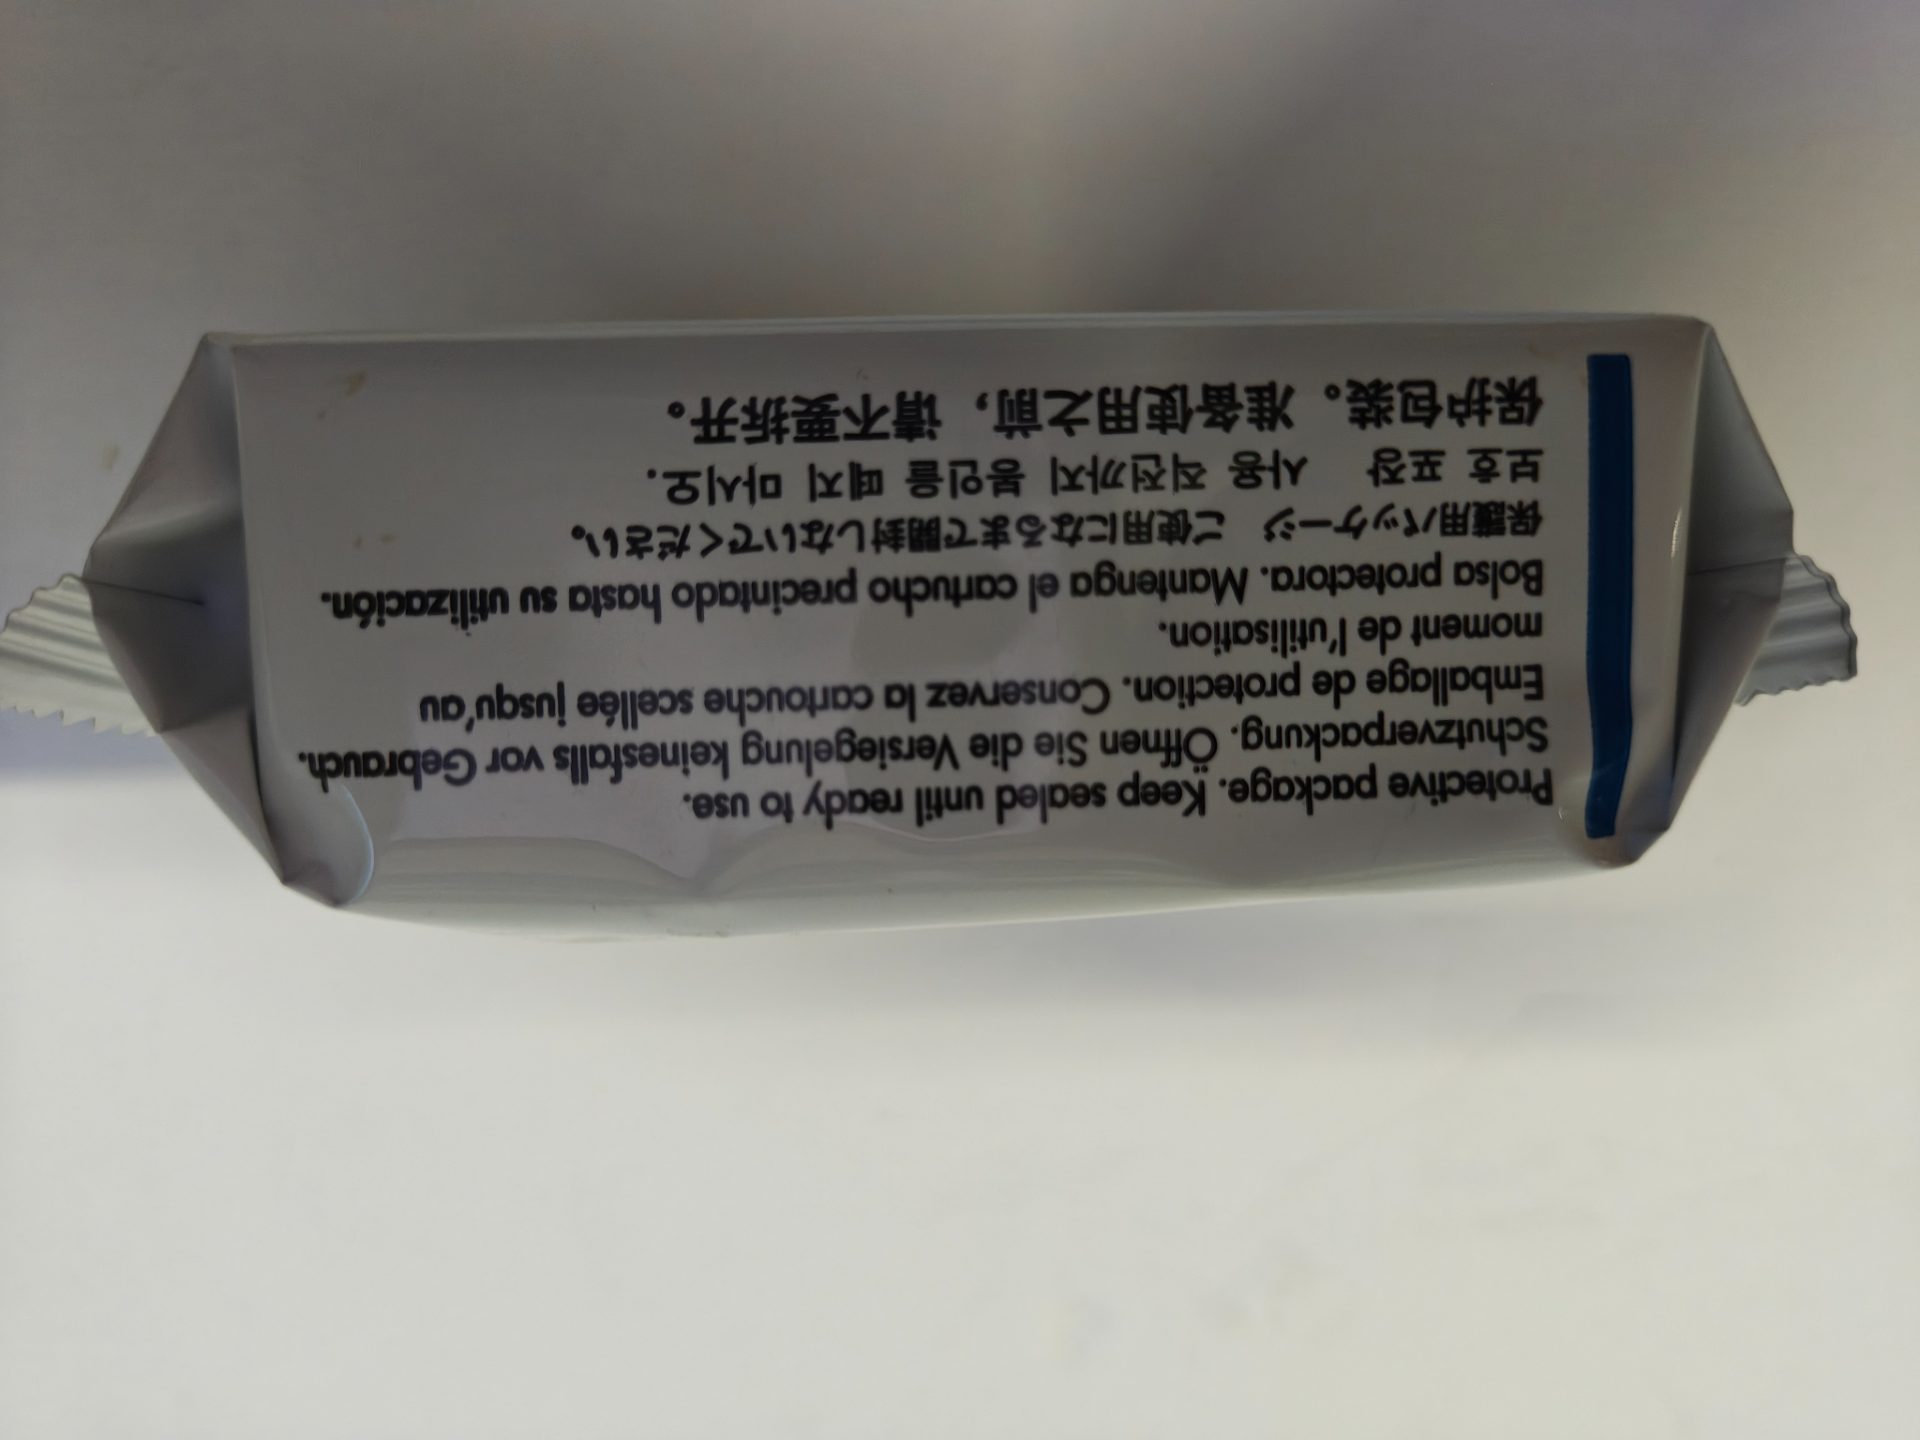 Protective package. Keep sealed until ready to use.
Schutzverpackung. Öffnen Sie die Versiegelung keinesfalls vor Gebrauch.
Emballage de protection. Conservez la cartouche scellée jusqu'au
moment de l'utilisation.
Bolsa protectora. Mantenga el cartucho precintado hasta su utilización.
保護用パッケージ ご使用になるまで開封しないでください。
보호 포장 사용 직전까지 봉인을 떼지 마시오.
保护包装。准备使用之前，请不要拆开。